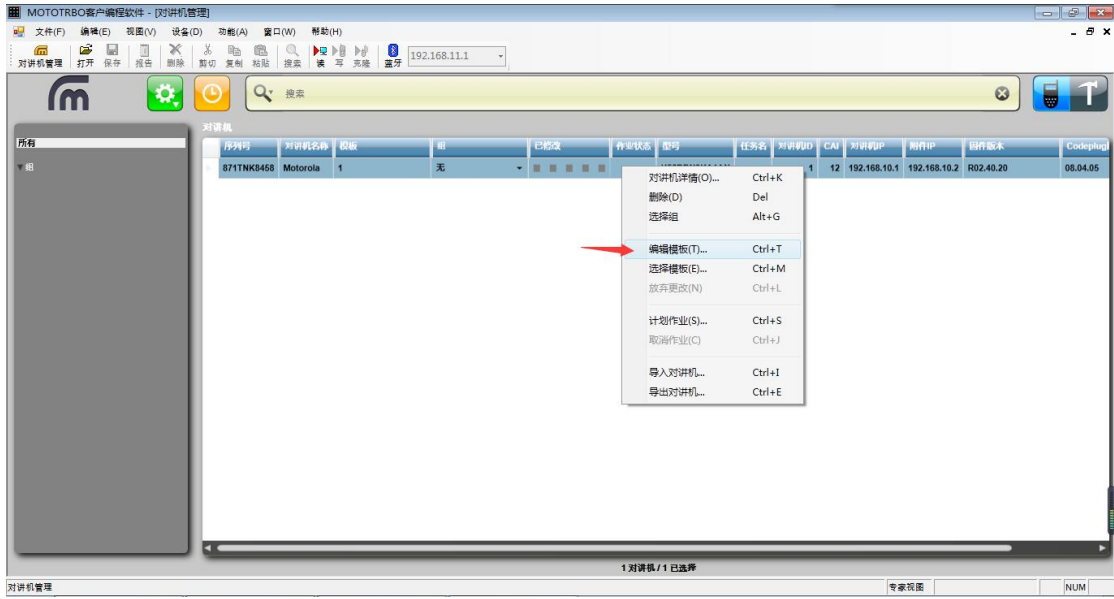 MOTOTRBO客户编程软件 - [对讲机管理]
文件(F) 编辑(E) 视图(V) 设备(D) 功能(A) 窗口(W) 帮助(H)
对讲机管理 打开 保存 报告 删除 剪切 复制 粘贴 搜索 读 写 克隆 蓝牙 192.168.11.1
搜索
对讲机
所有
组
序列号 对讲机名称 模板 组 已修改 作业状态 型号 任务名 对讲机ID CAI 对讲机IP 附件IP 固件版本 Codeplug
871TNK8458 Motorola 1 无 1 12 192.168.10.1 192.168.10.2 R02.40.20 08.04.05
对讲机详情(O)... Ctrl+K
删除(D) Del
选择组 Alt+G
编辑模板(T)... Ctrl+T
选择模板(E)... Ctrl+M
放弃更改(N) Ctrl+L
计划作业(S)... Ctrl+S
取消作业(C) Ctrl+J
导入对讲机... Ctrl+I
导出对讲机... Ctrl+E
1 对讲机 / 1 已选择
对讲机管理 专家视图 NUM